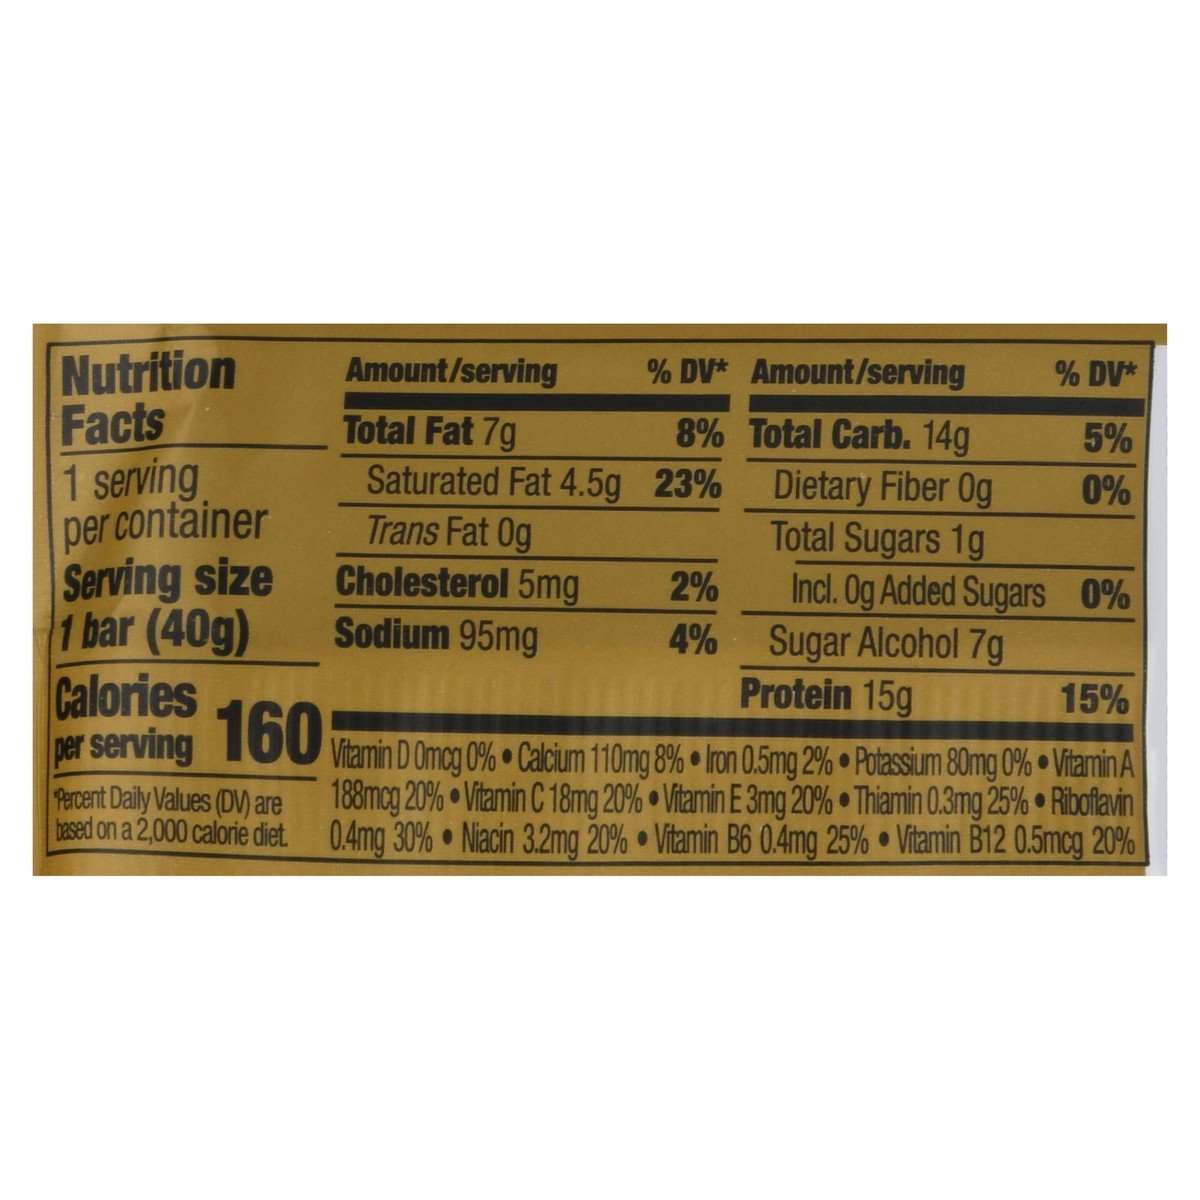 Nutrition
Facts
1 serving
per container
Serving size
1 bar (40g)
Calories
per serving 160
*Percent Daily Values (DV) are
based on a 2,000 calorie diet.
Amount/serving % DV*
Total Fat 7g 8%
Saturated Fat 4.5g 23%
Trans Fat 0g
Cholesterol 5mg 2%
Sodium 95mg 4%
Amount/serving % DV*
Total Carb. 14g 5%
Dietary Fiber 0g 0%
Total Sugars 1g
Incl. 0g Added Sugars 0%
Sugar Alcohol 7g
Protein 15g 15%
Vitamin D 0mcg 0% • Calcium 110mg 8% • Iron 0.5mg 2% • Potassium 80mg 0% • Vitamin A
188mcg 20% • Vitamin C 18mg 20% • Vitamin E 3mg 20% • Thiamin 0.3mg 25% • Riboflavin
0.4mg 30% • Niacin 3.2mg 20% • Vitamin B6 0.4mg 25% • Vitamin B12 0.5mcg 20%